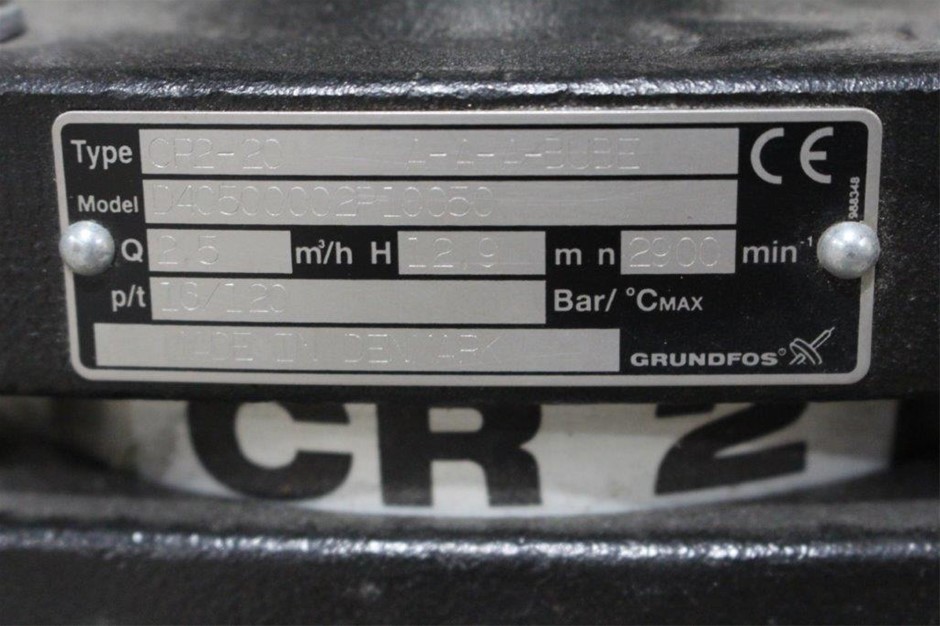 Type CR2-20 A-A-J-BUBE CE
Model D40500002P10050
Q 2,5 m³/h H 12,9 m n 2900 min⁻¹
p/t 16/120 Bar/ °CMAX
MADE IN DENMARK GRUNDFOS®
988348
CR 2